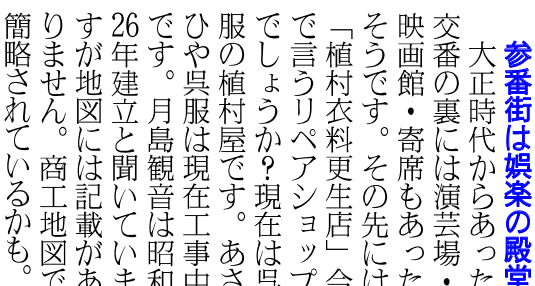 参番街は娯楽の殿堂
大正時代からあった
交番の裏には演芸場・
映画館・寄席もあった
そうです。その先には
「植村衣料更生店」今
で言うリペアショップ
でしょうか?現在は呉
服の植村屋です。あさ
ひや呉服は現在工事中
です。月島観音は昭和
26年建立と聞いていま
すが地図には記載があ
りません。商工地図で
簡略されているかも。